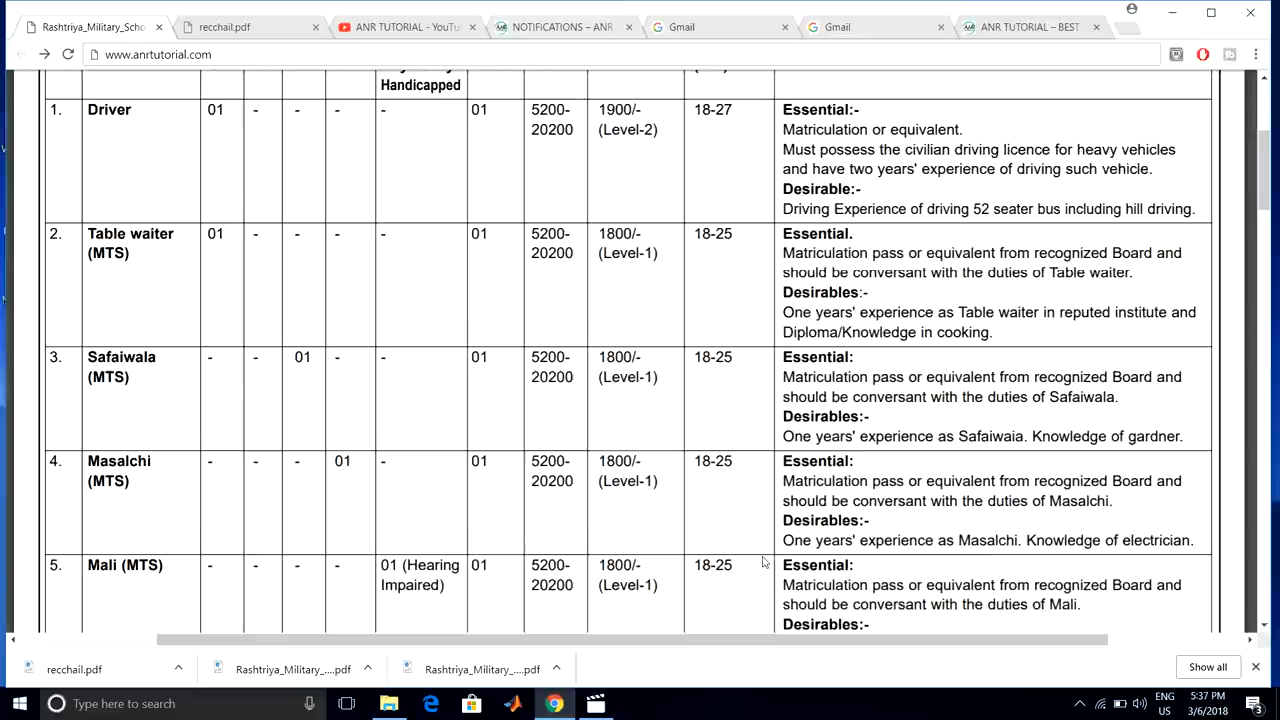 Rashtriya_Military_Scho
recchail.pdf
ANR TUTORIAL - YouTu
NOTIFICATIONS – ANR
Gmail
Gmail
ANR TUTORIAL – BEST
www.anrtutorial.com
Handicapped
1. Driver 01 - - - - 01 5200- 1900/- 18-27 Essential:-
20200 (Level-2) Matriculation or equivalent.
Must possess the civilian driving licence for heavy vehicles
and have two years' experience of driving such vehicle.
Desirable:-
Driving Experience of driving 52 seater bus including hill driving.
2. Table waiter 01 - - - - 01 5200- 1800/- 18-25 Essential.
(MTS) 20200 (Level-1) Matriculation pass or equivalent from recognized Board and
should be conversant with the duties of Table waiter.
Desirables:-
One years' experience as Table waiter in reputed institute and
Diploma/Knowledge in cooking.
3. Safaiwala - - 01 - - 01 5200- 1800/- 18-25 Essential:
(MTS) 20200 (Level-1) Matriculation pass or equivalent from recognized Board and
should be conversant with the duties of Safaiwala.
Desirables:-
One years' experience as Safaiwaia. Knowledge of gardner.
4. Masalchi - - - 01 - 01 5200- 1800/- 18-25 Essential:
(MTS) 20200 (Level-1) Matriculation pass or equivalent from recognized Board and
should be conversant with the duties of Masalchi.
Desirables:-
One years' experience as Masalchi. Knowledge of electrician.
5. Mali (MTS) - - - - 01 (Hearing 01 5200- 1800/- 18-25 Essential:
Impaired) 20200 (Level-1) Matriculation pass or equivalent from recognized Board and
should be conversant with the duties of Mali.
Desirables:-
recchail.pdf
Rashtriya_Military_....pdf
Rashtriya_Military_....pdf
Show all
Type here to search
ENG 5:37 PM
US 3/6/2018
3